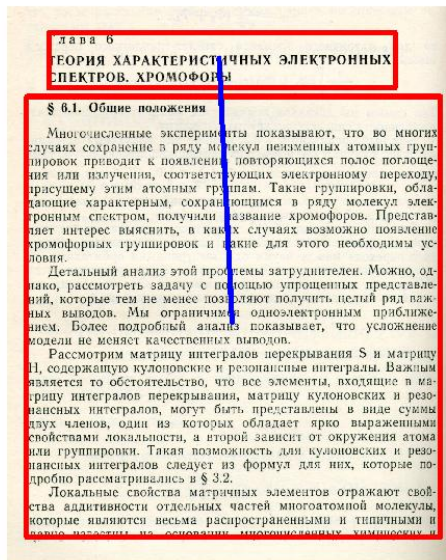 Глава 6
ТЕОРИЯ ХАРАКТЕРИСТИЧНЫХ ЭЛЕКТРОННЫХ
СПЕКТРОВ. ХРОМОФОРЫ
§ 6.1. Общие положения
Многочисленные эксперименты показывают, что во многих
случаях сохранение в ряду молекул неизменных атомных груп-
пировок приводит к появлению повторяющихся полос поглоще-
ния или излучения, соответствующих электронному переходу,
присущему этим атомным группам. Такие группировки, обла-
дающие характерным, сохраняющимся в ряду молекул элек-
тронным спектром, получили название хромофоров. Представ-
ляет интерес выяснить, в каких случаях возможно появление
хромофорных группировок и какие для этого необходимы ус-
ловия.
Детальный анализ этой проблемы затруднителен. Можно, од-
нако, рассмотреть задачу с помощью упрощенных представле-
ний, которые тем не менее позволяют получить целый ряд важ-
ных выводов. Мы ограничимся одноэлектронным приближе-
нием. Более подробный анализ показывает, что усложнение
модели не меняет качественных выводов.
Рассмотрим матрицу интегралов перекрывания S и матрицу
H, содержащую кулоновские и резонансные интегралы. Важным
является то обстоятельство, что все элементы, входящие в ма-
трицу интегралов перекрывания, матрицу кулоновских и резо-
нансных интегралов, могут быть представлены в виде суммы
двух членов, один из которых обладает ярко выраженными
свойствами локальности, а второй зависит от окружения атома
или группировки. Такая возможность для кулоновских и резо-
нансных интегралов следует из формул для них, которые по-
дробно рассматривались в § 3.2.
Локальные свойства матричных элементов отражают свой-
ства аддитивности отдельных частей многоатомной молекулы,
которые являются весьма распространенными и типичными и
давно известны на основании многочисленных химических и